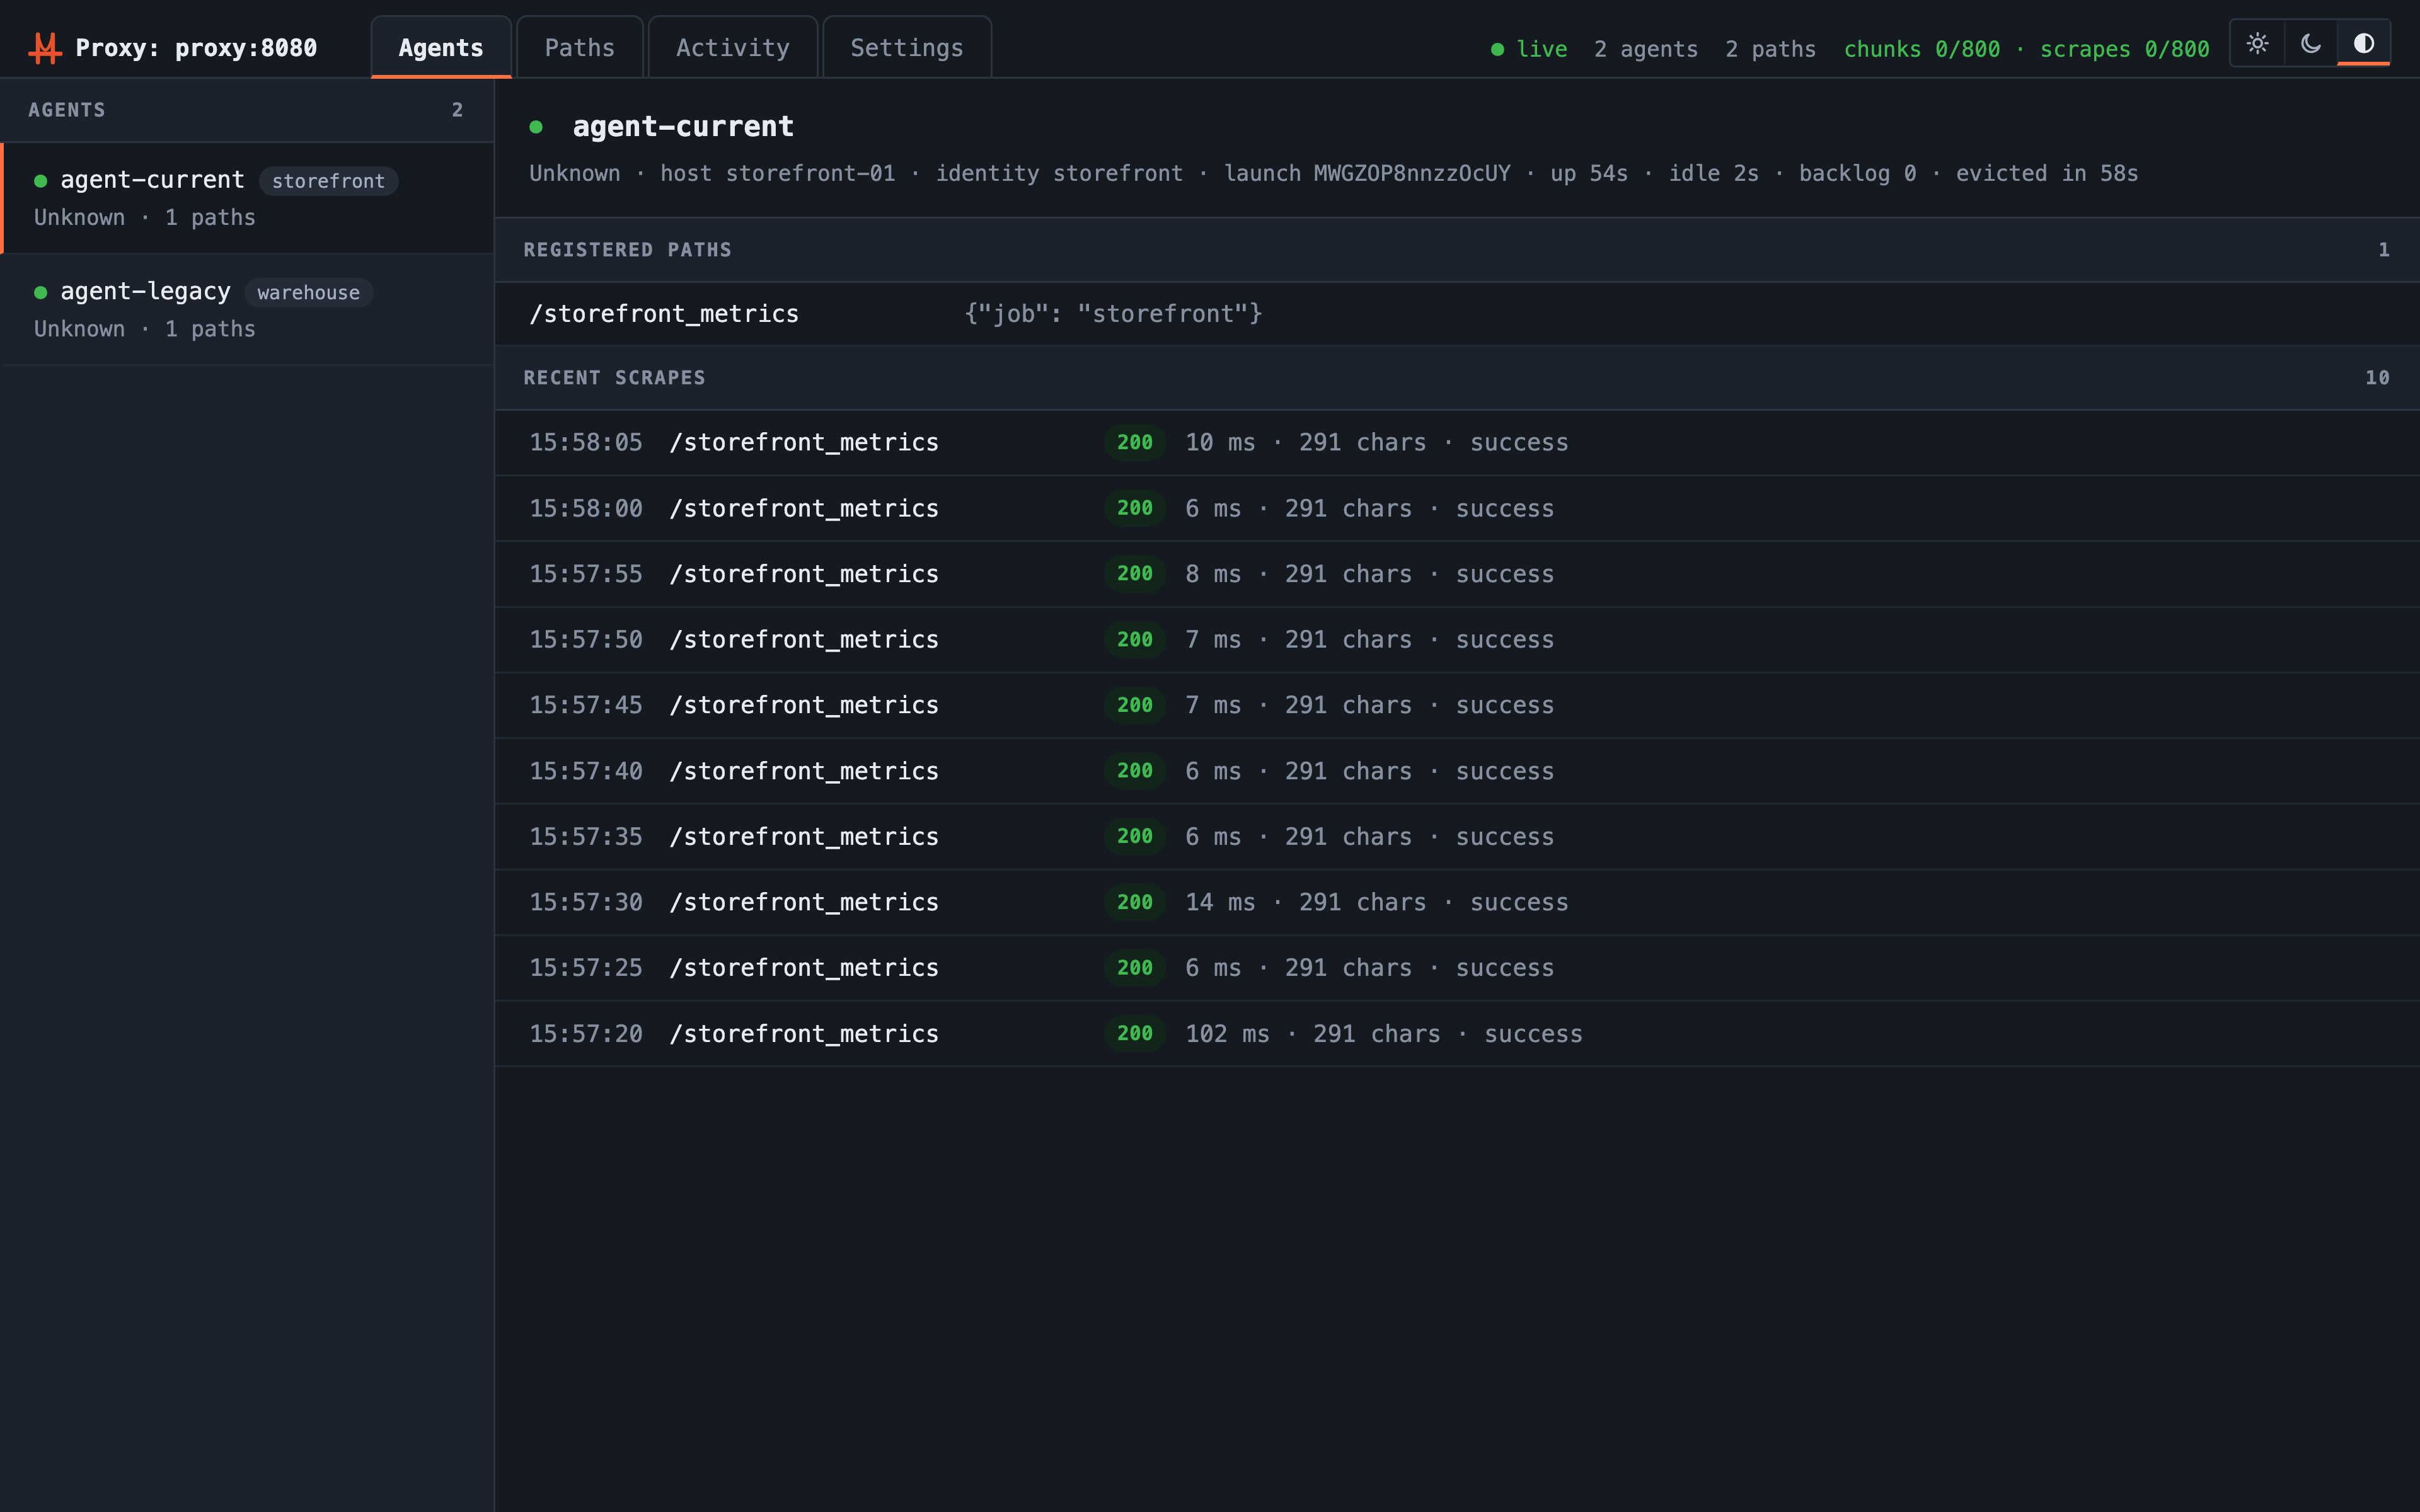 Proxy: proxy:8080 Agents Paths Activity Settings live 2 agents 2 paths chunks 0/800 · scrapes 0/800
AGENTS 2
agent-current storefront
Unknown · 1 paths
agent-legacy warehouse
Unknown · 1 paths
agent-current
Unknown · host storefront-01 · identity storefront · launch MWGZOP8nnzzOcUY · up 54s · idle 2s · backlog 0 · evicted in 58s
REGISTERED PATHS 1
/storefront_metrics {"job": "storefront"}
RECENT SCRAPES 10
15:58:05 /storefront_metrics 200 10 ms · 291 chars · success
15:58:00 /storefront_metrics 200 6 ms · 291 chars · success
15:57:55 /storefront_metrics 200 8 ms · 291 chars · success
15:57:50 /storefront_metrics 200 7 ms · 291 chars · success
15:57:45 /storefront_metrics 200 7 ms · 291 chars · success
15:57:40 /storefront_metrics 200 6 ms · 291 chars · success
15:57:35 /storefront_metrics 200 6 ms · 291 chars · success
15:57:30 /storefront_metrics 200 14 ms · 291 chars · success
15:57:25 /storefront_metrics 200 6 ms · 291 chars · success
15:57:20 /storefront_metrics 200 102 ms · 291 chars · success